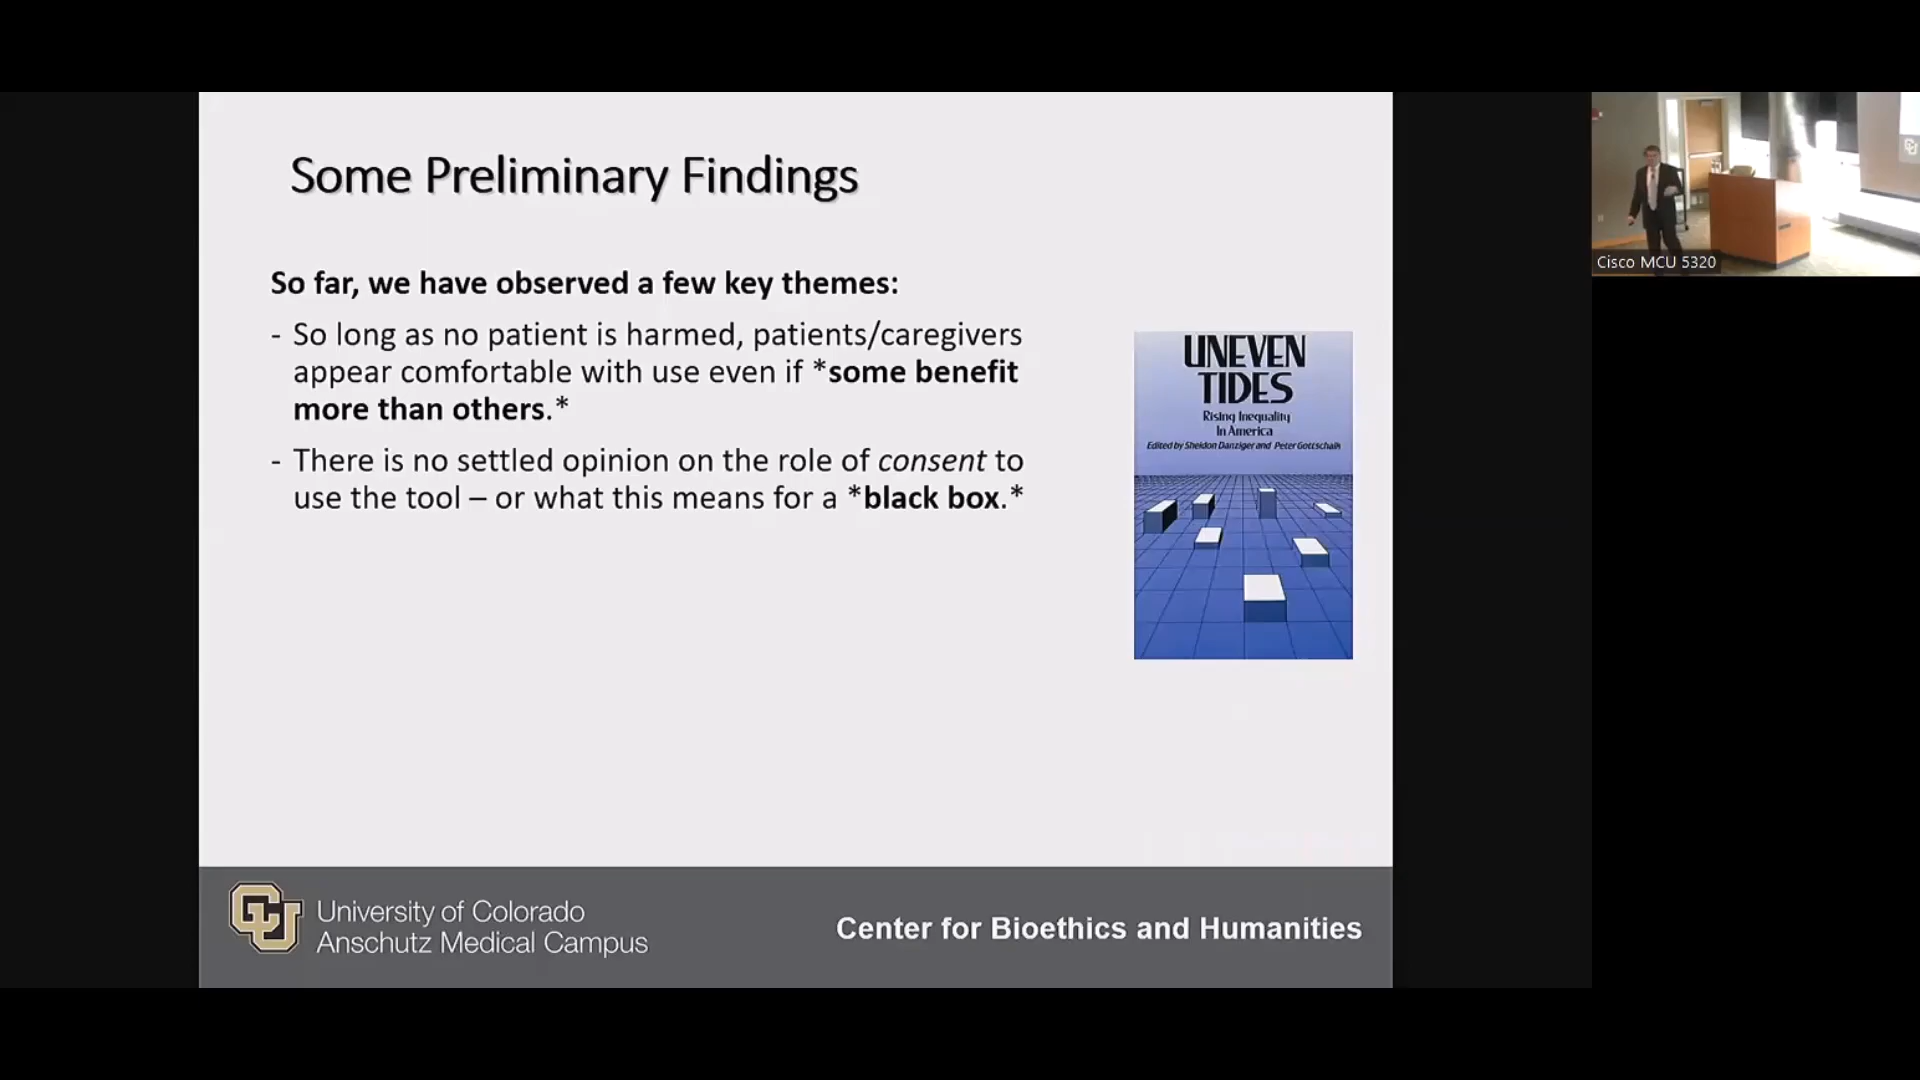 Some Preliminary Findings
So far, we have observed a few key themes:
- So long as no patient is harmed, patients/caregivers
appear comfortable with use even if *some benefit
more than others.*
- There is no settled opinion on the role of consent to
use the tool – or what this means for a *black box.*
UNEVEN
TIDES
Rising Inequality
In America
Edited by Sheldon Danziger and Peter Gottschalk
CU
University of Colorado
Anschutz Medical Campus
Center for Bioethics and Humanities
Cisco MCU 5320